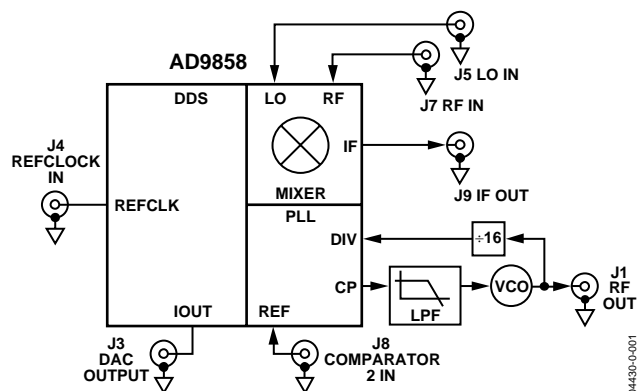 AD9858
J5 LO IN
J7 RF IN
DDS
LO
RF
J4
REFCLOCK
IN
IF
J9 IF OUT
REFCLK
MIXER
PLL
DIV
÷16
CP
LPF
VCO
J1
RF
OUT
IOUT
REF
J3
DAC
OUTPUT
J8
COMPARATOR
2 IN
04430-0-001